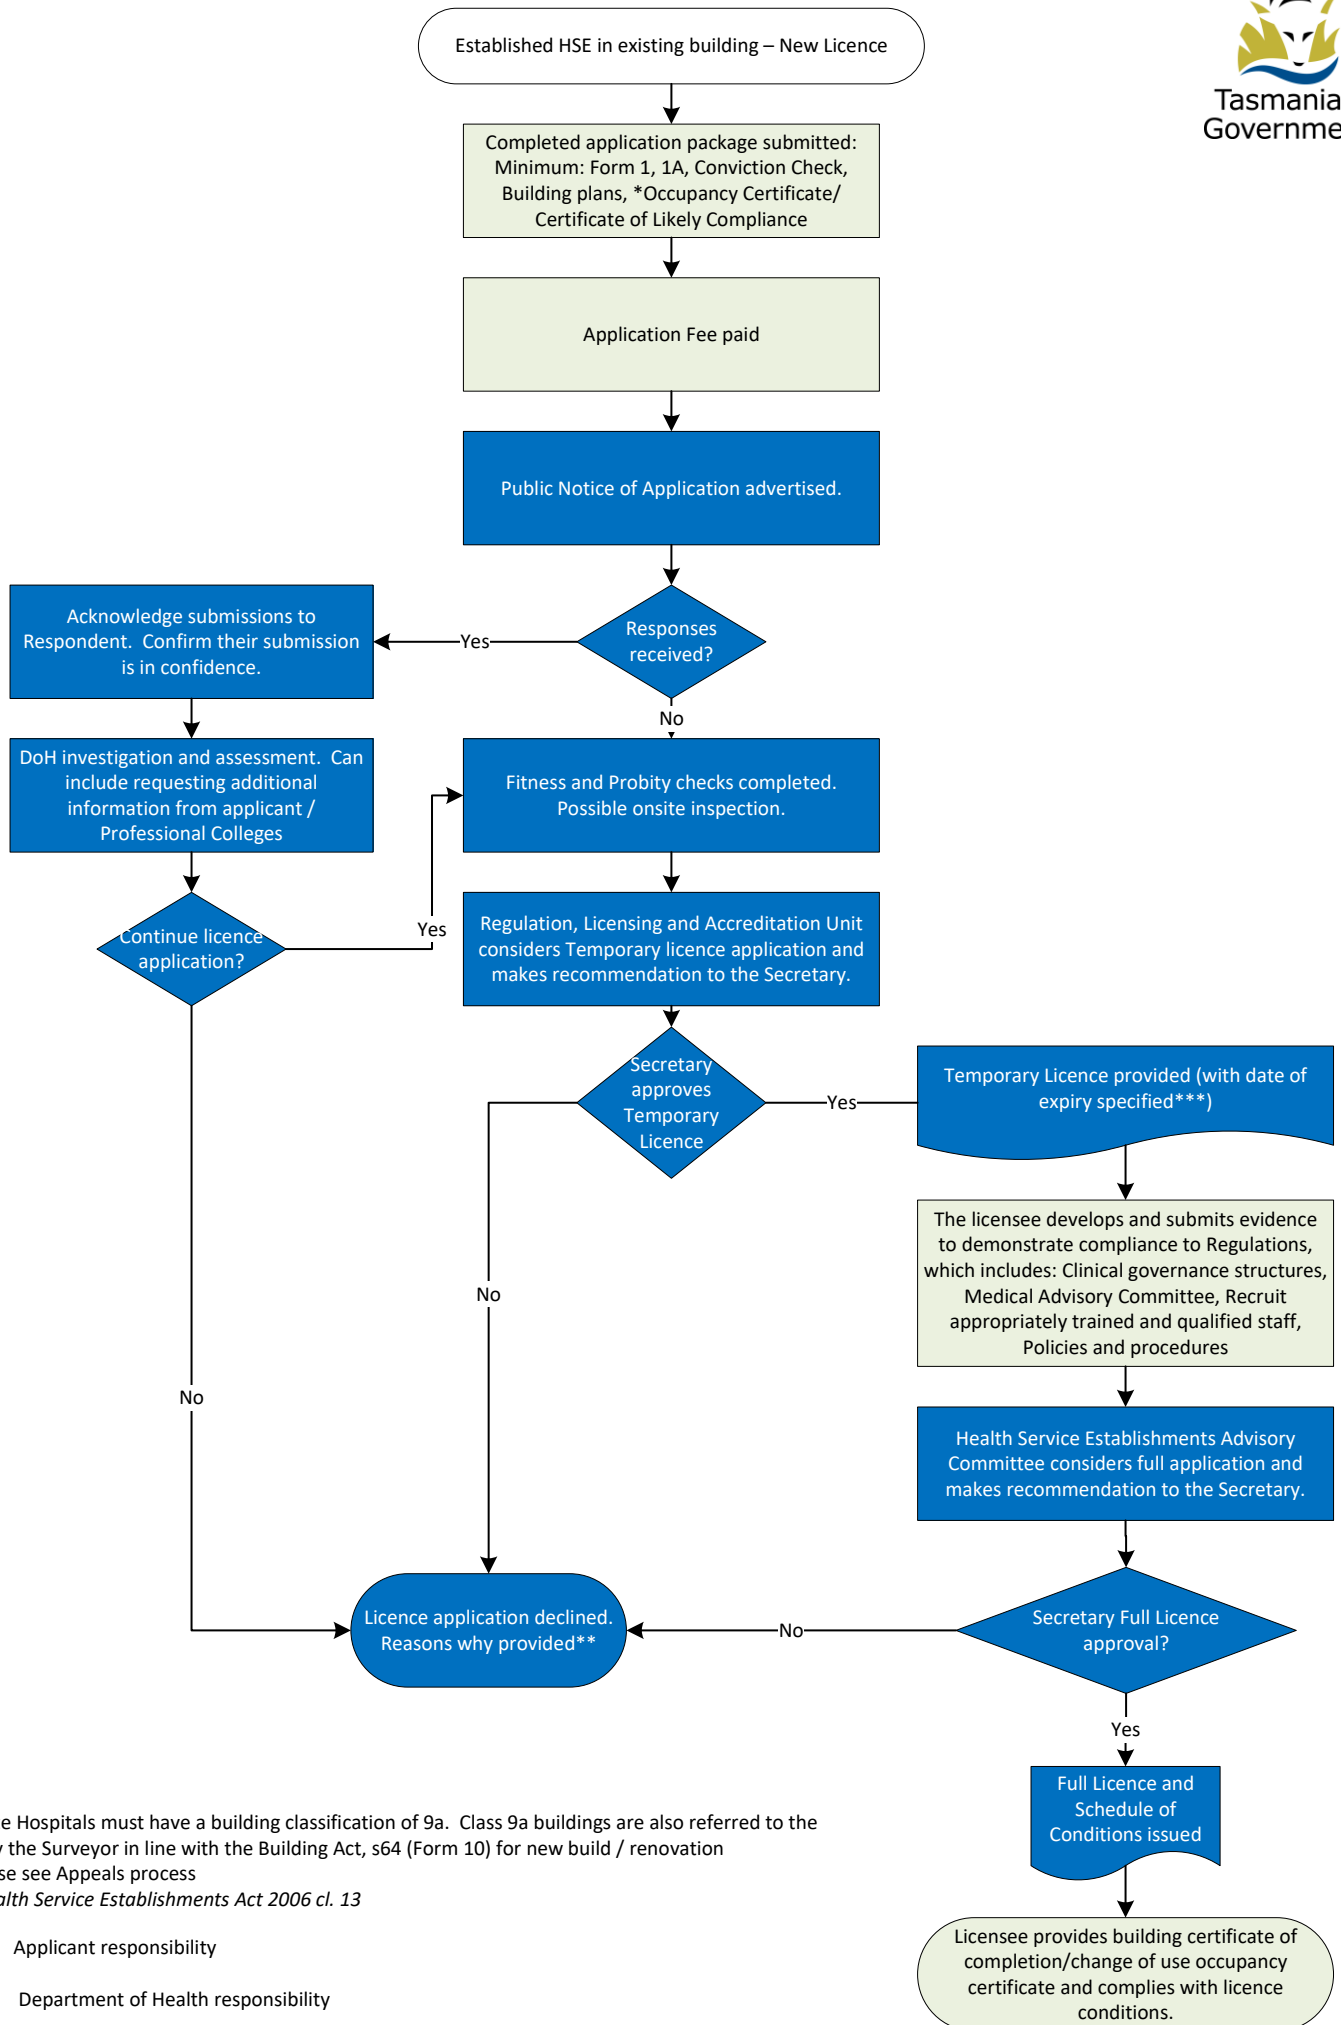 Established HSE in existing building – New Licence
Tasmania
Governme
Completed application package submitted:
Minimum: Form 1, 1A, Conviction Check,
Building plans, *Occupancy Certificate/
Certificate of Likely Compliance
Application Fee paid
Public Notice of Application advertised.
Responses
received?
Yes
No
Acknowledge submissions to
Respondent. Confirm their submission
is in confidence.
DoH investigation and assessment. Can
include requesting additional
information from applicant /
Professional Colleges
Continue licence
application?
Yes
No
Fitness and Probity checks completed.
Possible onsite inspection.
Regulation, Licensing and Accreditation Unit
considers Temporary licence application and
makes recommendation to the Secretary.
Secretary
approves
Temporary
Licence
Yes
No
Temporary Licence provided (with date of
expiry specified***)
The licensee develops and submits evidence
to demonstrate compliance to Regulations,
which includes: Clinical governance structures,
Medical Advisory Committee, Recruit
appropriately trained and qualified staff,
Policies and procedures
Health Service Establishments Advisory
Committee considers full application and
makes recommendation to the Secretary.
Secretary Full Licence
approval?
No
Yes
Licence application declined.
Reasons why provided**
Full Licence and
Schedule of
Conditions issued
Licensee provides building certificate of
completion/change of use occupancy
certificate and complies with licence
conditions.
e Hospitals must have a building classification of 9a. Class 9a buildings are also referred to the
y the Surveyor in line with the Building Act, s64 (Form 10) for new build / renovation
se see Appeals process
alth Service Establishments Act 2006 cl. 13
Applicant responsibility
Department of Health responsibility